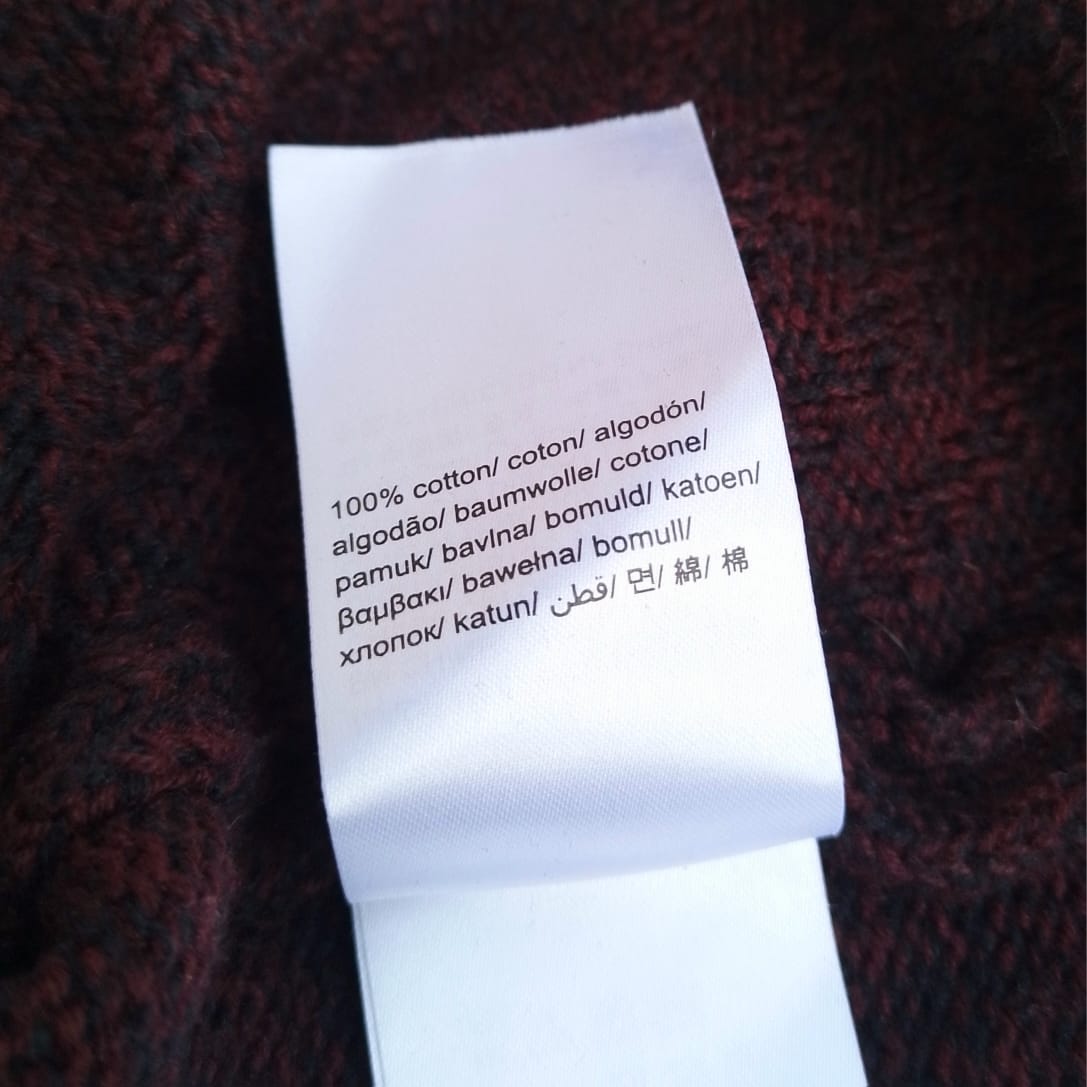 100% cotton/ coton/ algodón/
algodão/ baumwolle/ cotone/
pamuk/ bavlna/ bomuld/ katoen/
βαμβακι/ bawełna/ bomull/
хлопок/ katun/ قطن/ 면/ 綿/ 棉